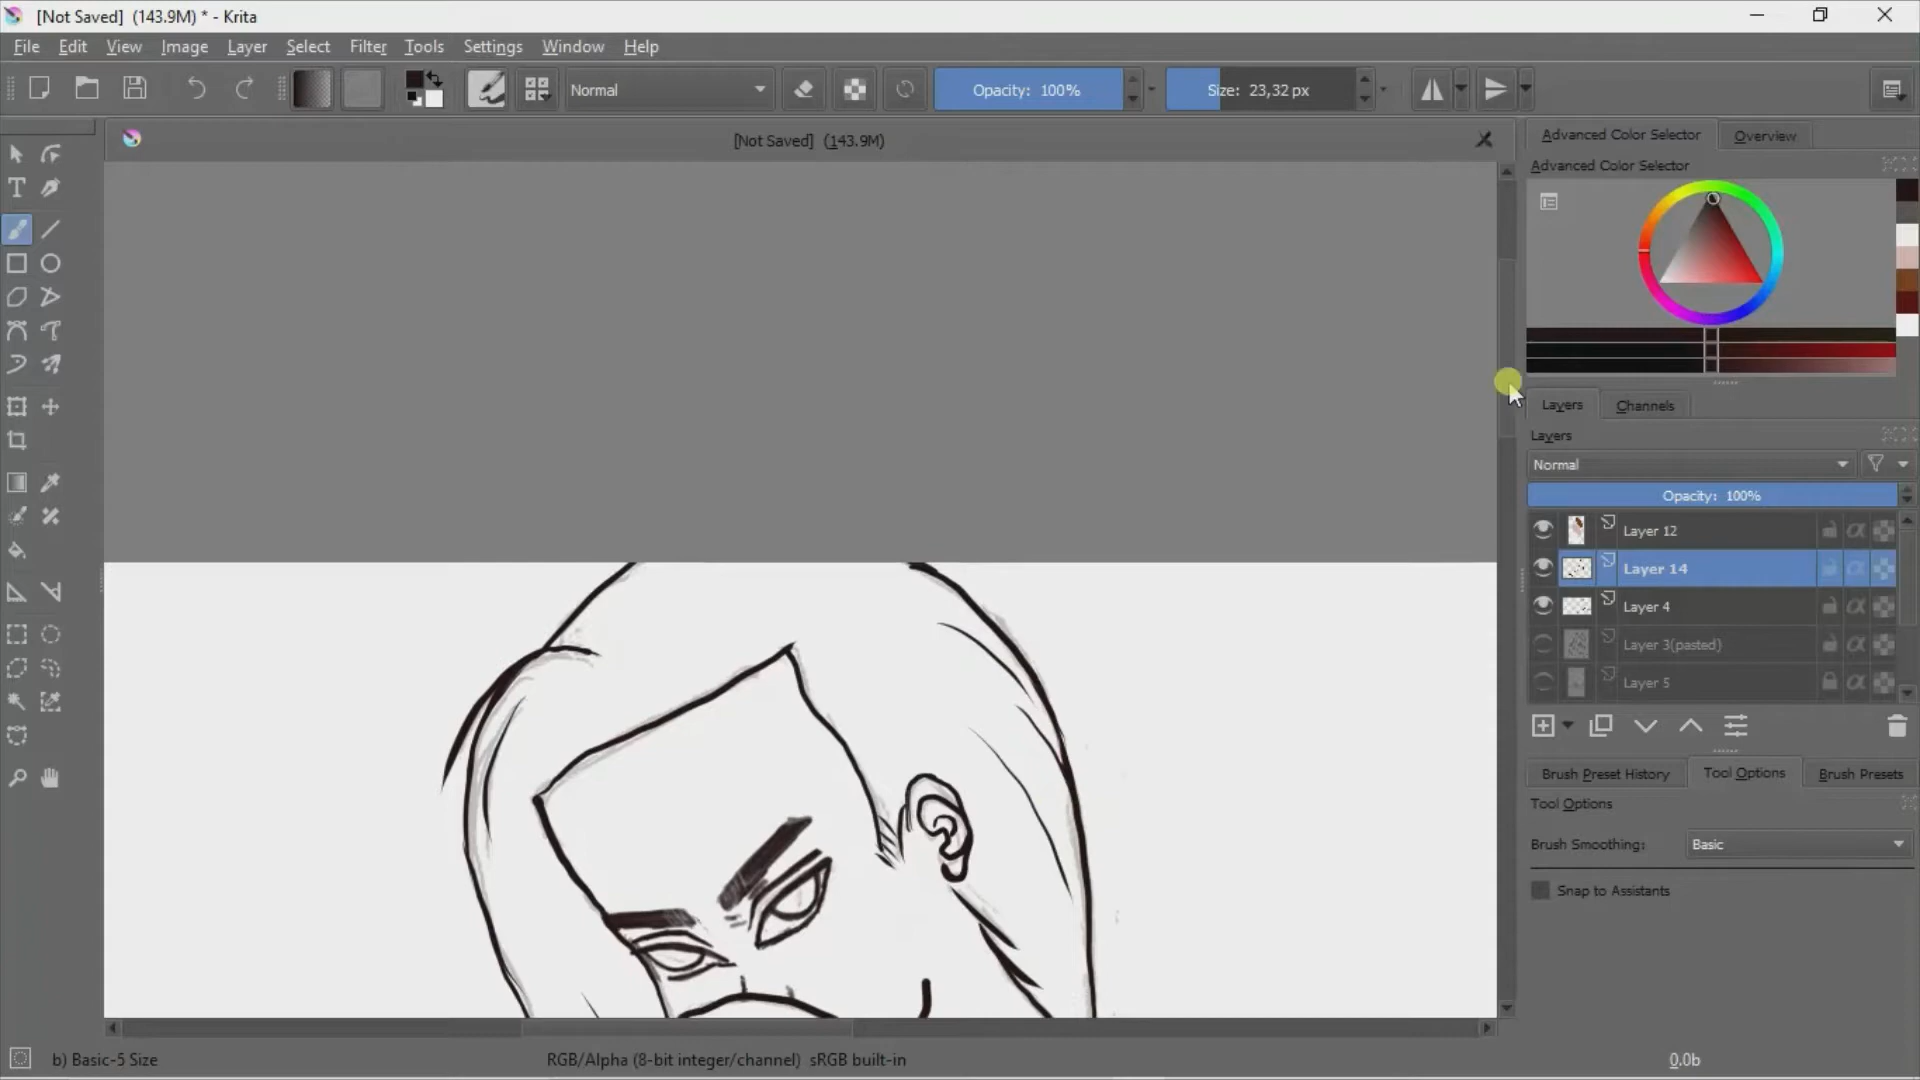 [Not Saved]  (143.9M) * - Krita
File Edit View Image Layer Select Filter Tools Settings Window Help
Normal
Opacity: 100%
Size: 23,32 px
[Not Saved]  (143.9M)
Advanced Color Selector
Overview
Advanced Color Selector
Layers
Channels
Layers
Normal
Opacity: 100%
Layer 12
Layer 14
Layer 4
Layer 3(pasted)
Layer 5
Brush Preset History
Tool Options
Brush Presets
Tool Options
Brush Smoothing:
Basic
Snap to Assistants
b) Basic-5 Size
RGB/Alpha (8-bit integer/channel)  sRGB built-in
0.0b